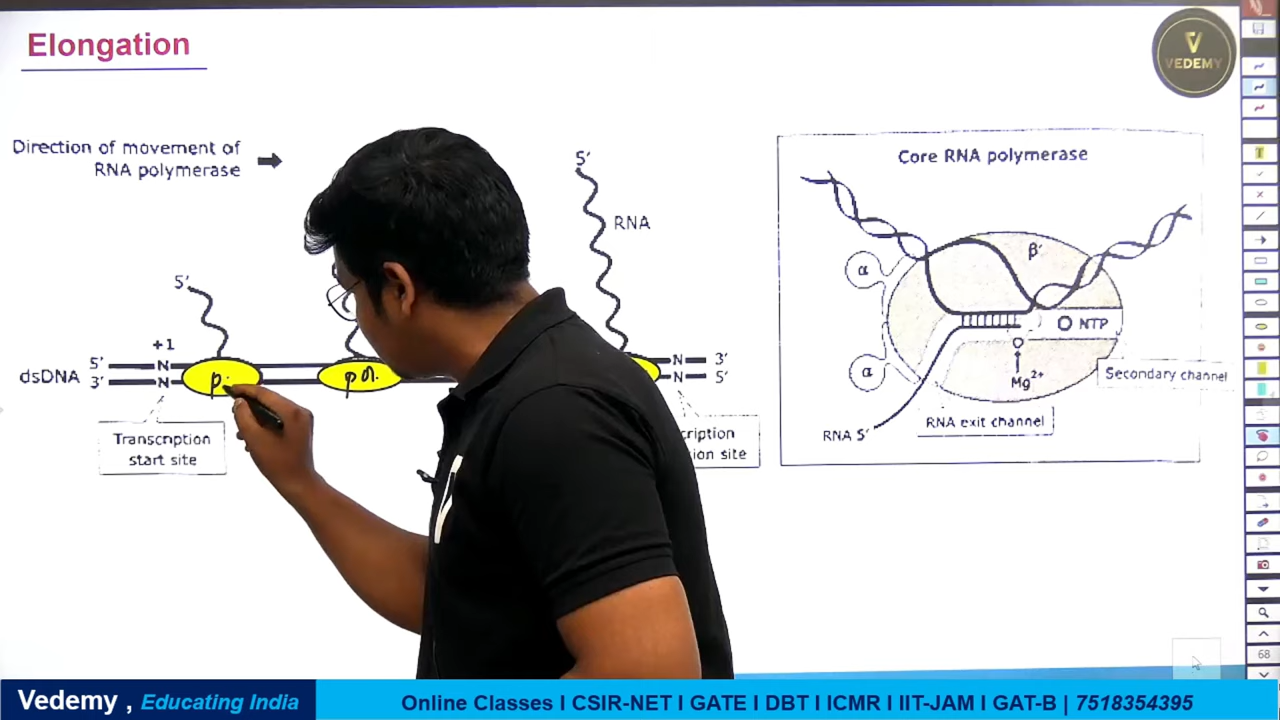 Elongation
VEDEMY
Direction of movement of
RNA polymerase
5′
RNA
5′
+1
dsDNA
5′ N N 3′
3′ N N 5′
Transcription
start site
cription
ion site
Core RNA polymerase
β′
α
α
NTP
Mg2+
Secondary channel
RNA exit channel
RNA 5′
68
Vedemy , Educating India
Online Classes I CSIR-NET I GATE I DBT I ICMR I IIT-JAM I GAT-B | 7518354395